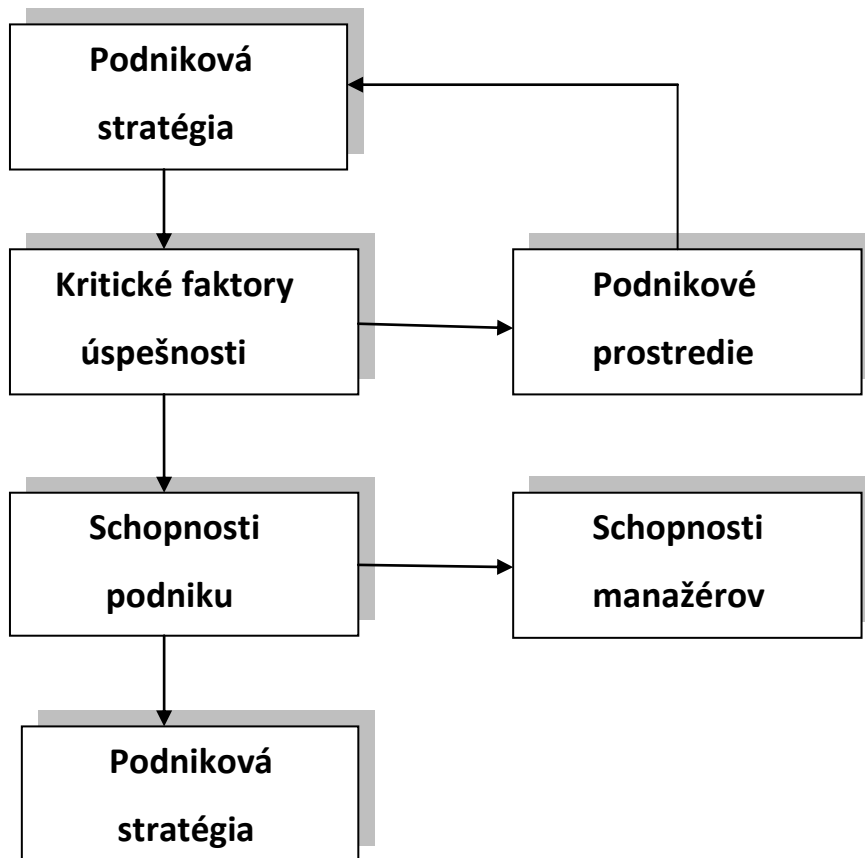 Podniková
stratégia
Kritické faktory
úspešnosti
Podnikové
prostredie
Schopnosti
podniku
Schopnosti
manažérov
Podniková
stratégia